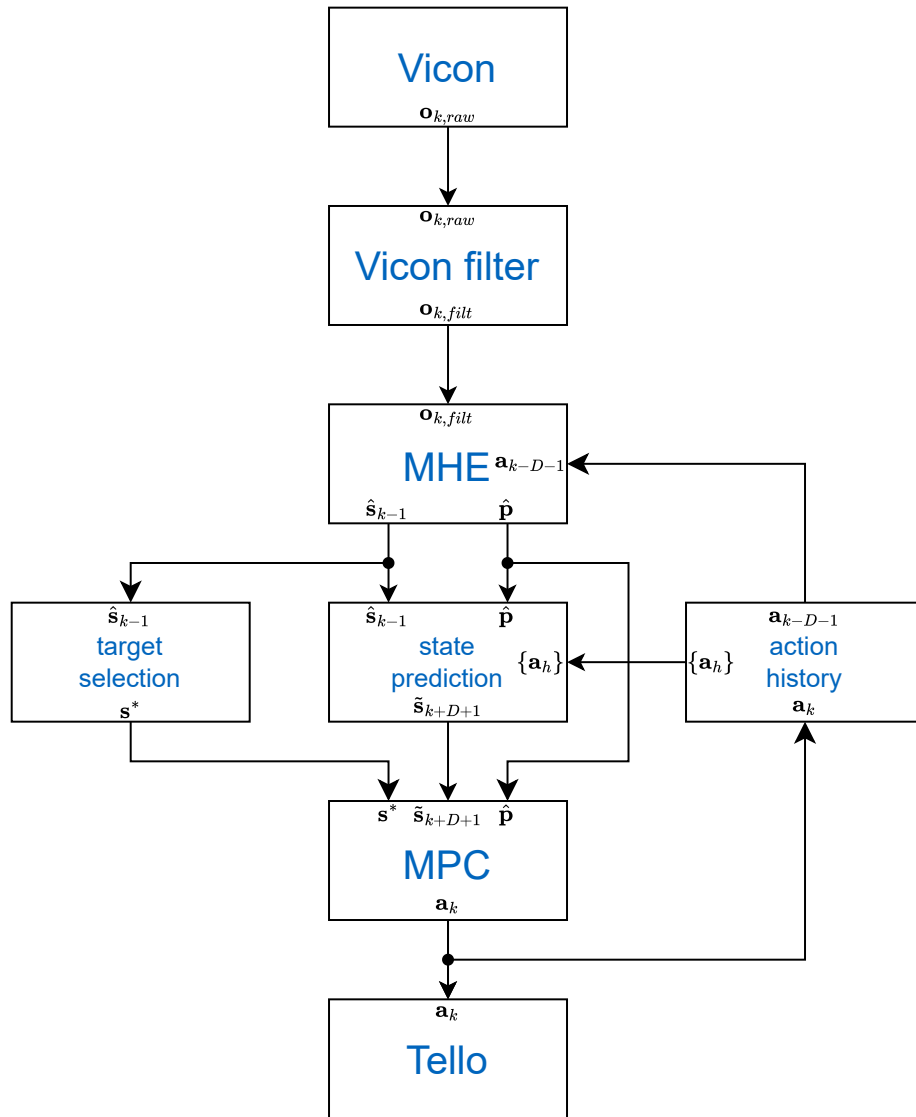 Vicon
𝐨_{k,raw}
𝐨_{k,raw}
Vicon filter
𝐨_{k,filt}
𝐨_{k,filt}
MHE 𝐚_{k−D−1}
ŝ_{k−1} p̂
ŝ_{k−1}
target
selection
s*
ŝ_{k−1} p̂
state
prediction
{𝐚_h}
s̃_{k+D+1}
𝐚_{k−D−1}
action
history
{𝐚_h}
𝐚_k
s* s̃_{k+D+1} p̂
MPC
𝐚_k
𝐚_k
Tello